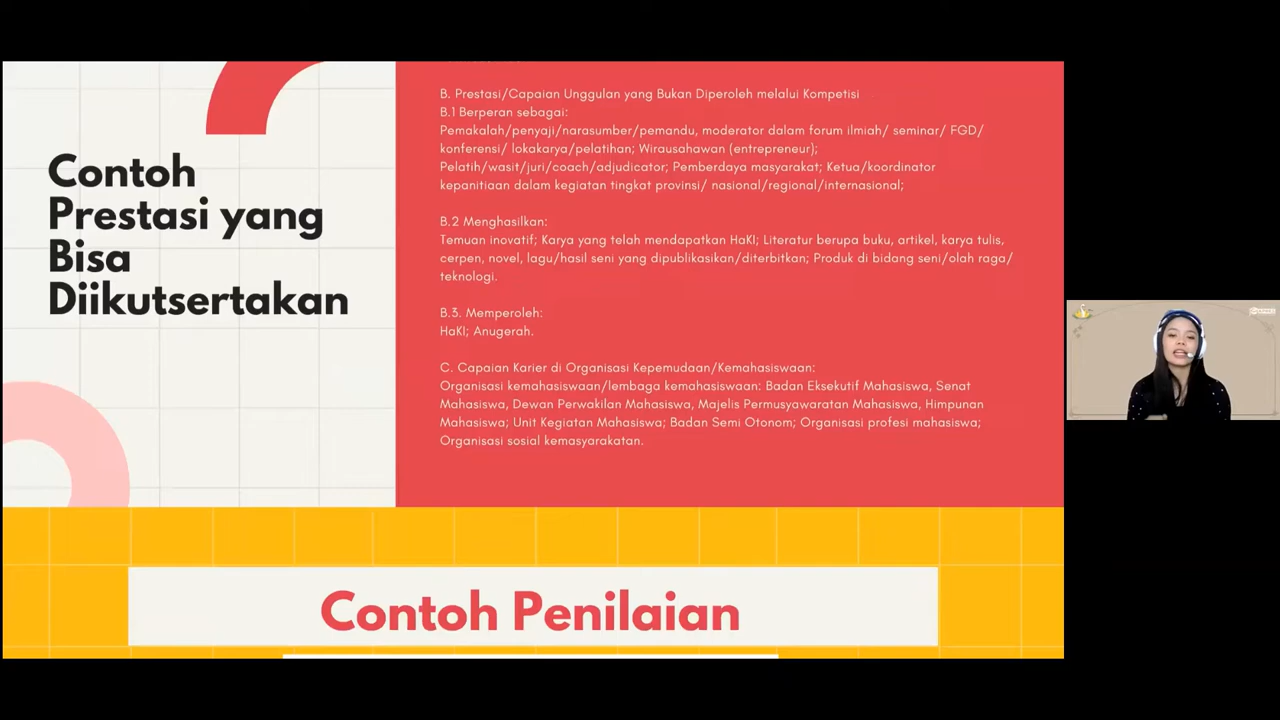 Contoh
Prestasi yang
Bisa
Diikutsertakan
B. Prestasi/Capaian Unggulan yang Bukan Diperoleh melalui Kompetisi
B.1 Berperan sebagai:
Pemakalah/penyaji/narasumber/pemandu, moderator dalam forum ilmiah/ seminar/ FGD/
konferensi/ lokakarya/pelatihan; Wirausahawan (entrepreneur);
Pelatih/wasit/juri/coach/adjudicator; Pemberdaya masyarakat; Ketua/koordinator
kepanitiaan dalam kegiatan tingkat provinsi/ nasional/regional/internasional;
B.2 Menghasilkan:
Temuan inovatif; Karya yang telah mendapatkan HaKI; Literatur berupa buku, artikel, karya tulis,
cerpen, novel, lagu/hasil seni yang dipublikasikan/diterbitkan; Produk di bidang seni/olah raga/
teknologi.
B.3. Memperoleh:
HaKI; Anugerah.
C. Capaian Karier di Organisasi Kepemudaan/Kemahasiswaan:
Organisasi kemahasiswaan/lembaga kemahasiswaan: Badan Eksekutif Mahasiswa, Senat
Mahasiswa, Dewan Perwakilan Mahasiswa, Majelis Permusyawaratan Mahasiswa, Himpunan
Mahasiswa; Unit Kegiatan Mahasiswa; Badan Semi Otonom; Organisasi profesi mahasiswa;
Organisasi sosial kemasyarakatan.
Contoh Penilaian